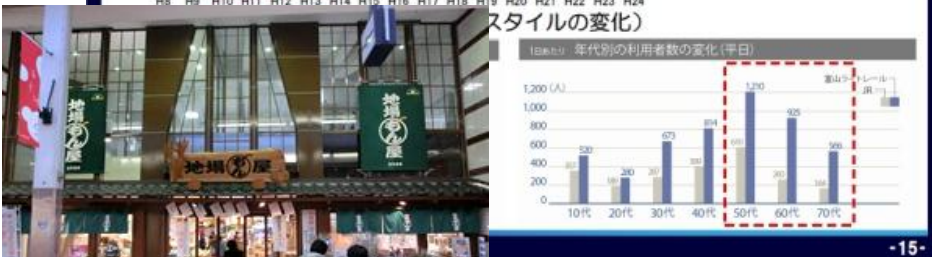 H8 H9 H10 H11 H12 H13 H14 H15 H16 H17 H18 H19 H20 H21 H22 H23 H24
スタイルの変化）
1日あたり 年代別の利用者数の変化（平日）
富山ライトレール
JR
1,200 (人)
1,000
800
600
400
200
0
520
280
673
814
925
10代 20代 30代 40代 50代 60代 70代
地場もん屋
地場もん屋
地場もん屋
-15-